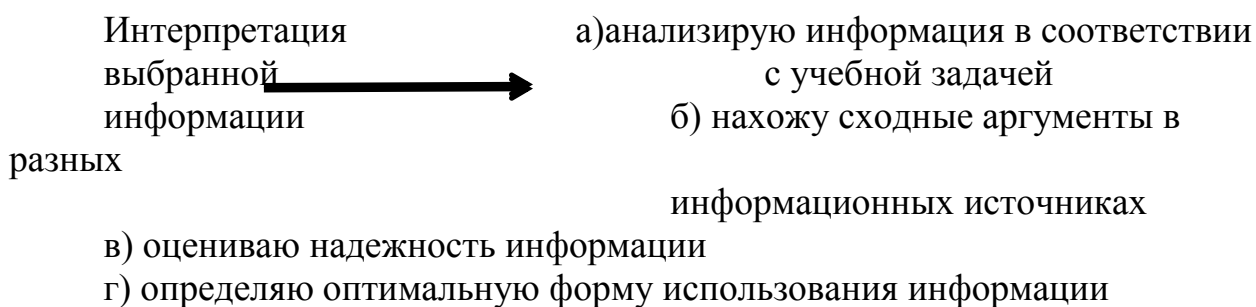 Интерпретация а)анализирую информация в соответствии
выбранной с учебной задачей
информации б) нахожу сходные аргументы в
разных
информационных источниках
в) оцениваю надежность информации
г) определяю оптимальную форму использования информации